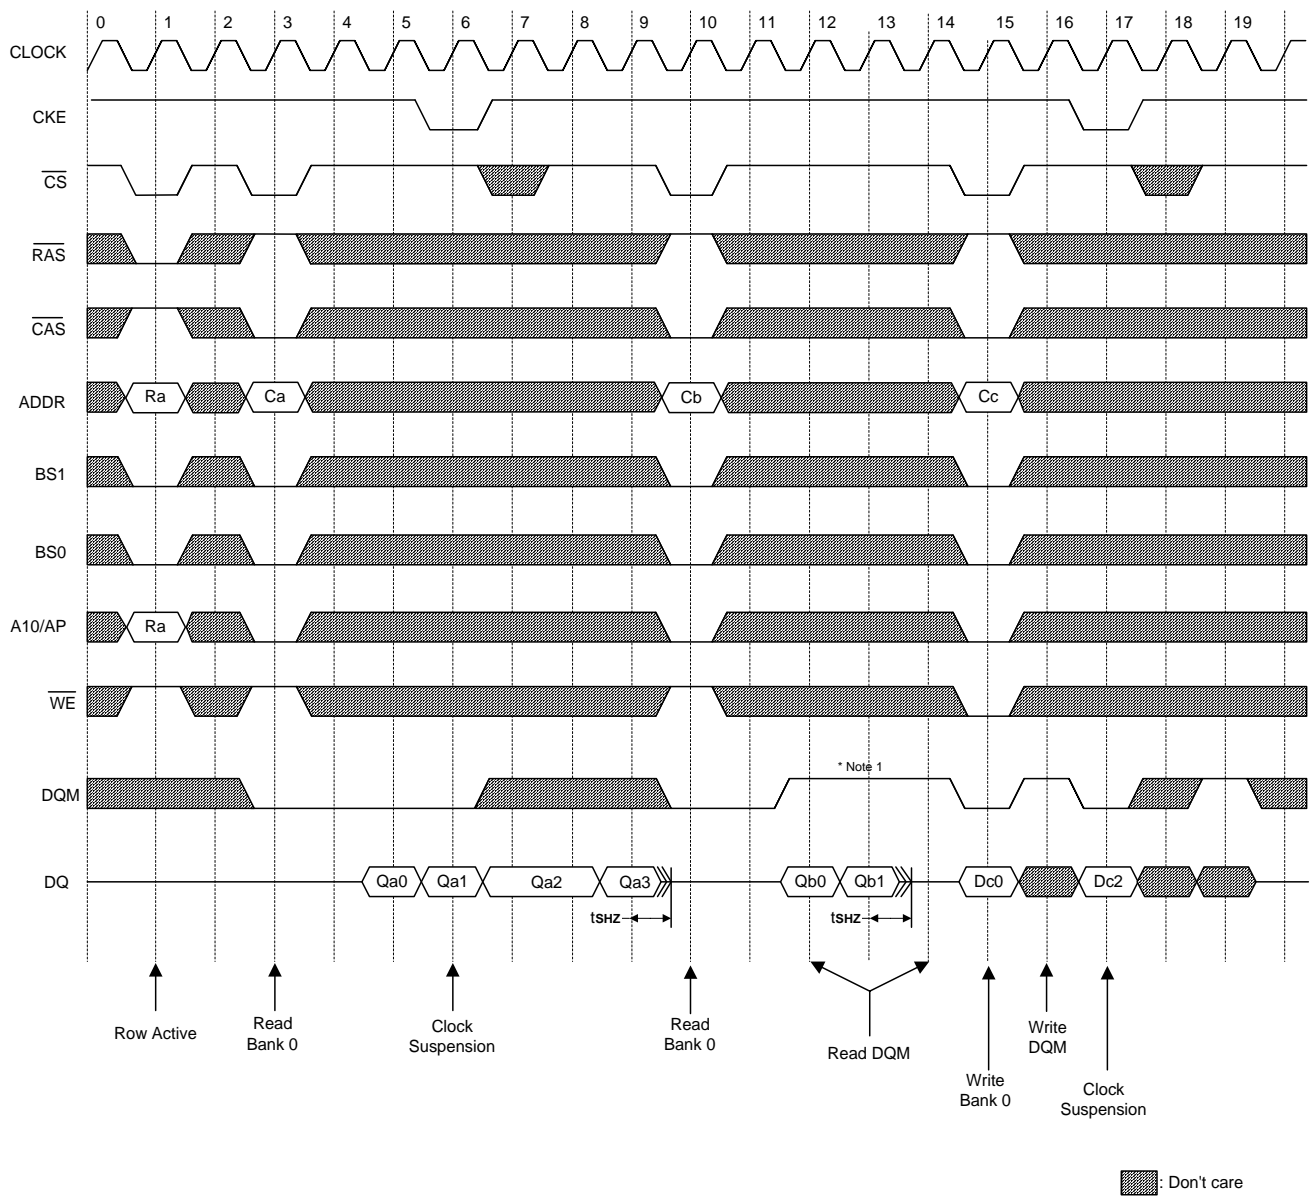 0 1 2 3 4 5 6 7 8 9 10 11 12 13 14 15 16 17 18 19
CLOCK
CKE
CS
RAS
CAS
ADDR Ra Ca Cb Cc
BS1
BS0
A10/AP Ra
WE
* Note 1
DQM
DQ Qa0 Qa1 Qa2 Qa3 Qb0 Qb1 Dc0 Dc2
tSHZ tSHZ
Row Active
Read
Bank 0
Clock
Suspension
Read
Bank 0
Read DQM
Write
DQM
Write
Bank 0
Clock
Suspension
: Don't care